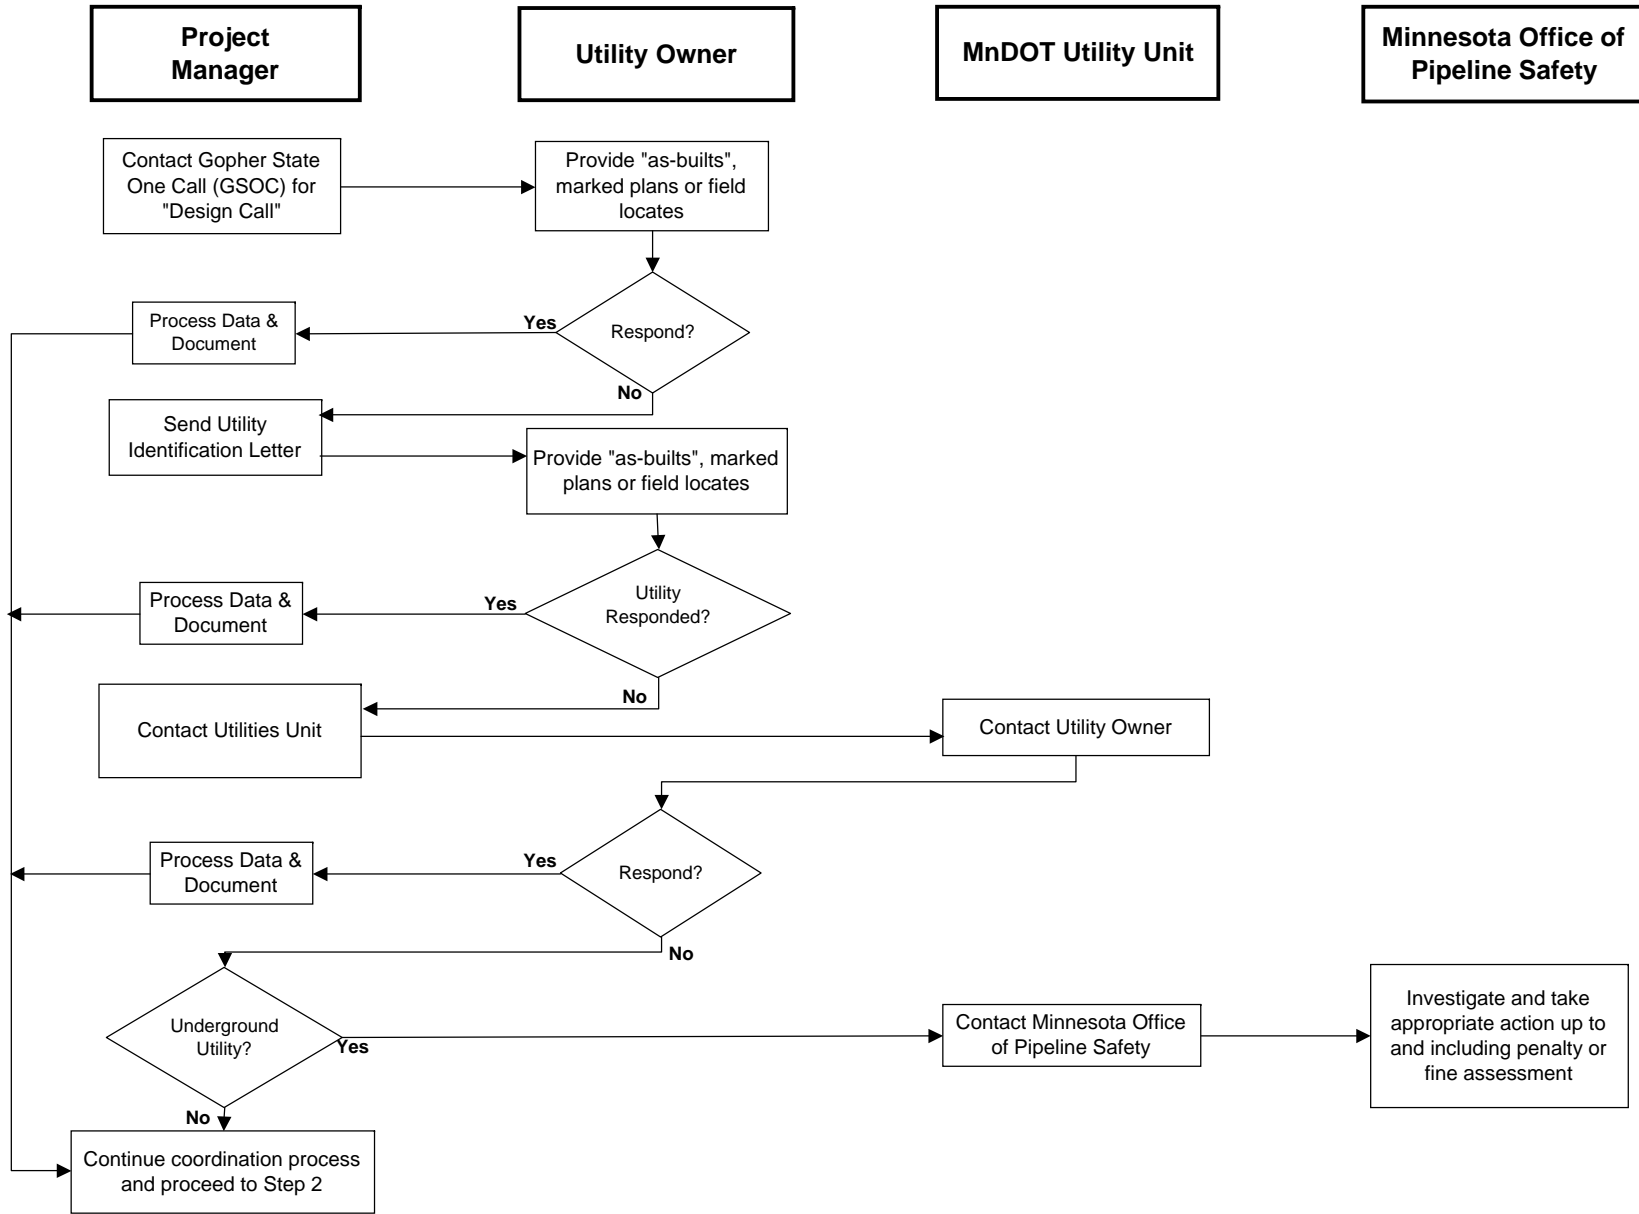 Project
Manager
Utility Owner
MnDOT Utility Unit
Minnesota Office of
Pipeline Safety
Contact Gopher State
One Call (GSOC) for
"Design Call"
Provide "as-builts",
marked plans or field
locates
Process Data &
Document
Yes
Respond?
No
Send Utility
Identification Letter
Provide "as-builts", marked
plans or field locates
Process Data &
Document
Yes
Utility
Responded?
No
Contact Utilities Unit
Contact Utility Owner
Process Data &
Document
Yes
Respond?
No
Underground
Utility?
Yes
Contact Minnesota Office
of Pipeline Safety
Investigate and take
appropriate action up to
and including penalty or
fine assessment
No
Continue coordination process
and proceed to Step 2